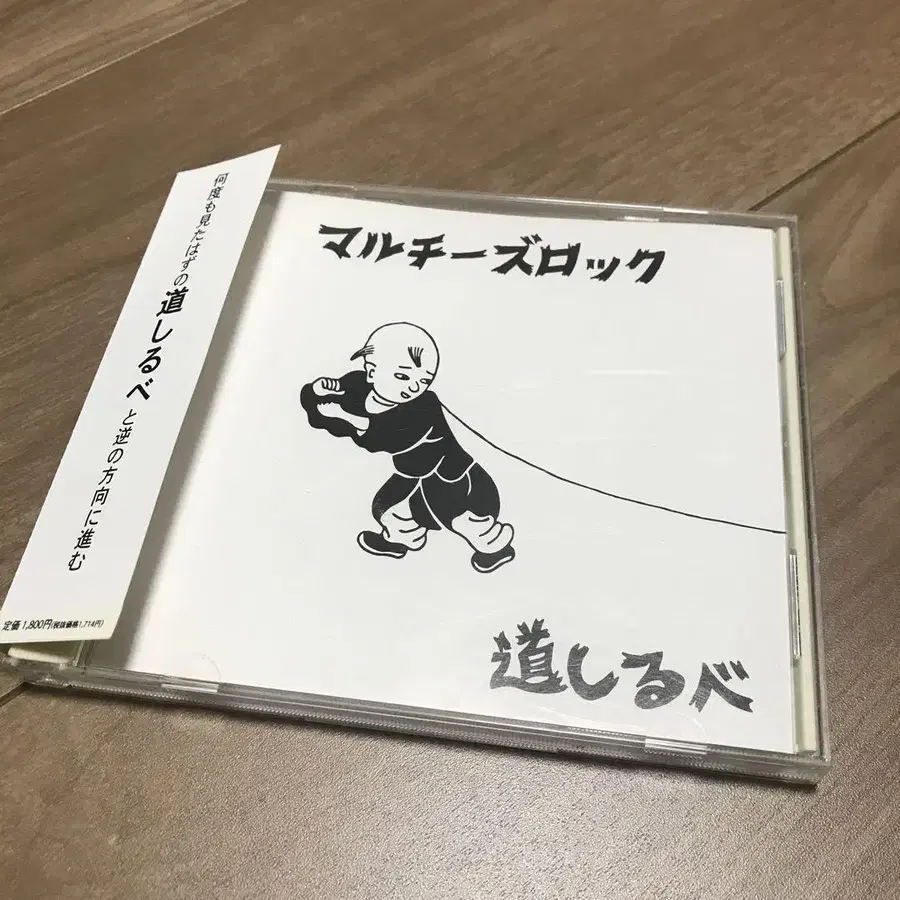 何度も見たはずの道しるべと逆の方向に進む
定価1,800円(税抜価格1,714円)
マルチーズロック
道しるべ